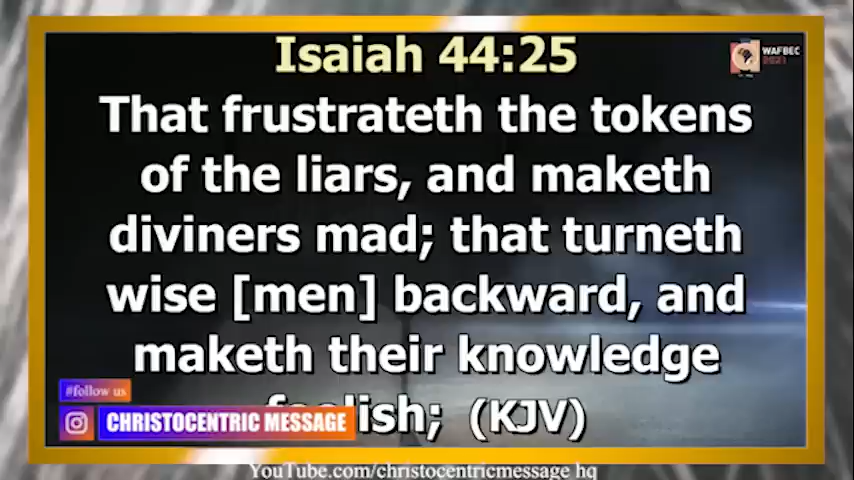 Isaiah 44:25
WAFBEC
That frustrateth the tokens
of the liars, and maketh
diviners mad; that turneth
wise [men] backward, and
maketh their knowledge
foolish; (KJV)
#follow us
CHRISTOCENTRIC MESSAGE
YouTube.com/christocentricmessage hq